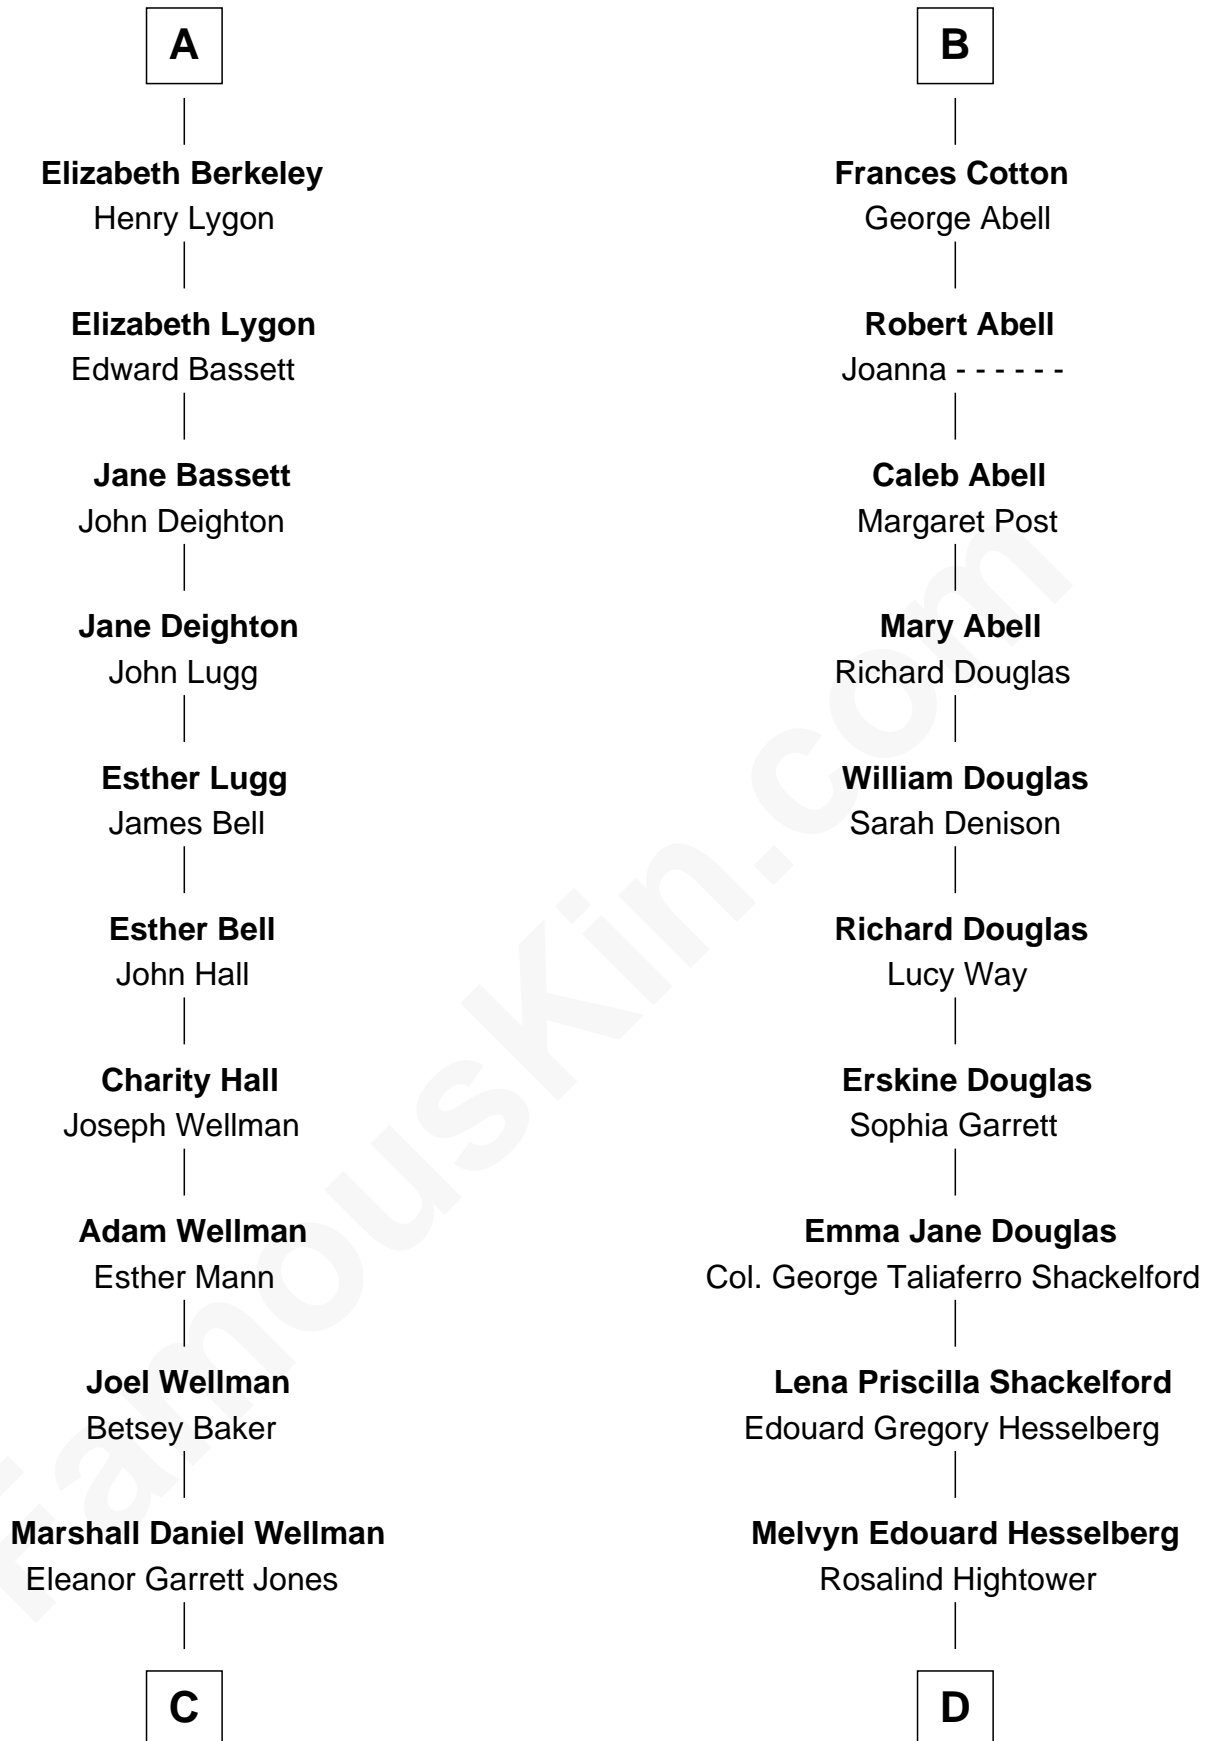 A
Elizabeth Berkeley
Henry Lygon
Elizabeth Lygon
Edward Bassett
Jane Bassett
John Deighton
Jane Deighton
John Lugg
Esther Lugg
James Bell
Esther Bell
John Hall
Charity Hall
Joseph Wellman
Adam Wellman
Esther Mann
Joel Wellman
Betsey Baker
Marshall Daniel Wellman
Eleanor Garrett Jones
C
B
Frances Cotton
George Abell
Robert Abell
Joanna - - - - - -
Caleb Abell
Margaret Post
Mary Abell
Richard Douglas
William Douglas
Sarah Denison
Richard Douglas
Lucy Way
Erskine Douglas
Sophia Garrett
Emma Jane Douglas
Col. George Taliaferro Shackelford
Lena Priscilla Shackelford
Edouard Gregory Hesselberg
Melvyn Edouard Hesselberg
Rosalind Hightower
D
FamousKin.com